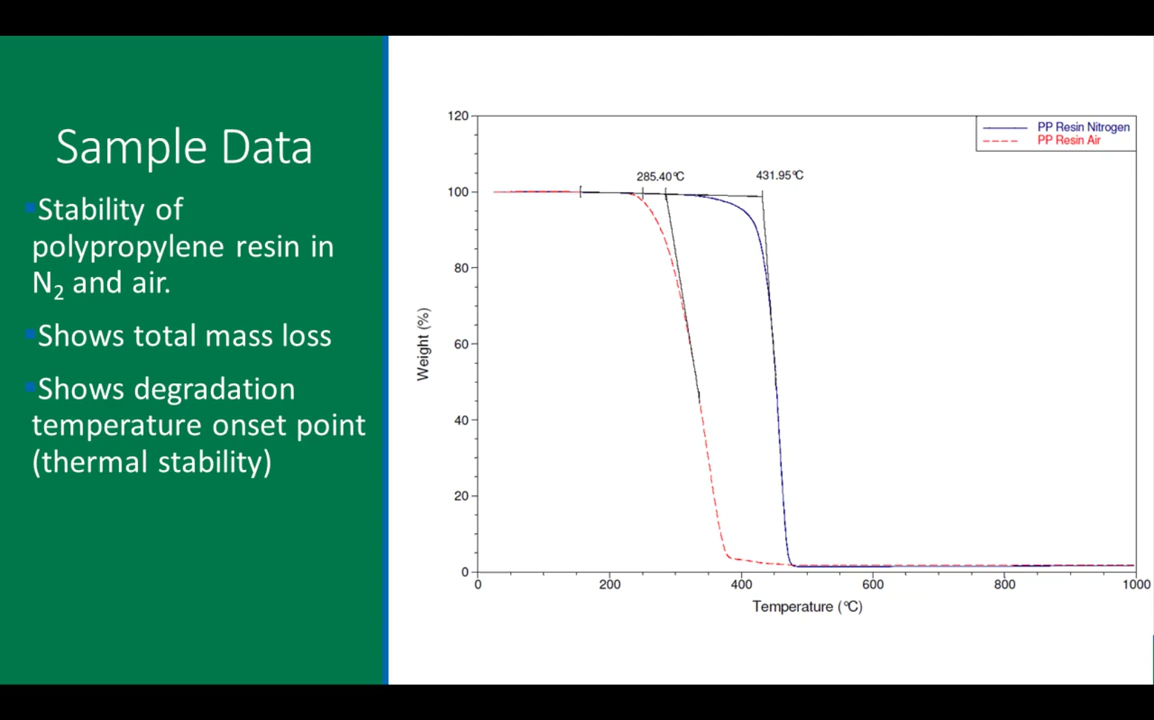 Sample Data
Stability of
polypropylene resin in
N₂ and air.
Shows total mass loss
Shows degradation
temperature onset point
(thermal stability)
120
100
80
60
40
20
0
Weight (%)
285.40°C
431.95°C
PP Resin Nitrogen
PP Resin Air
0 200 400 600 800 1000
Temperature (°C)